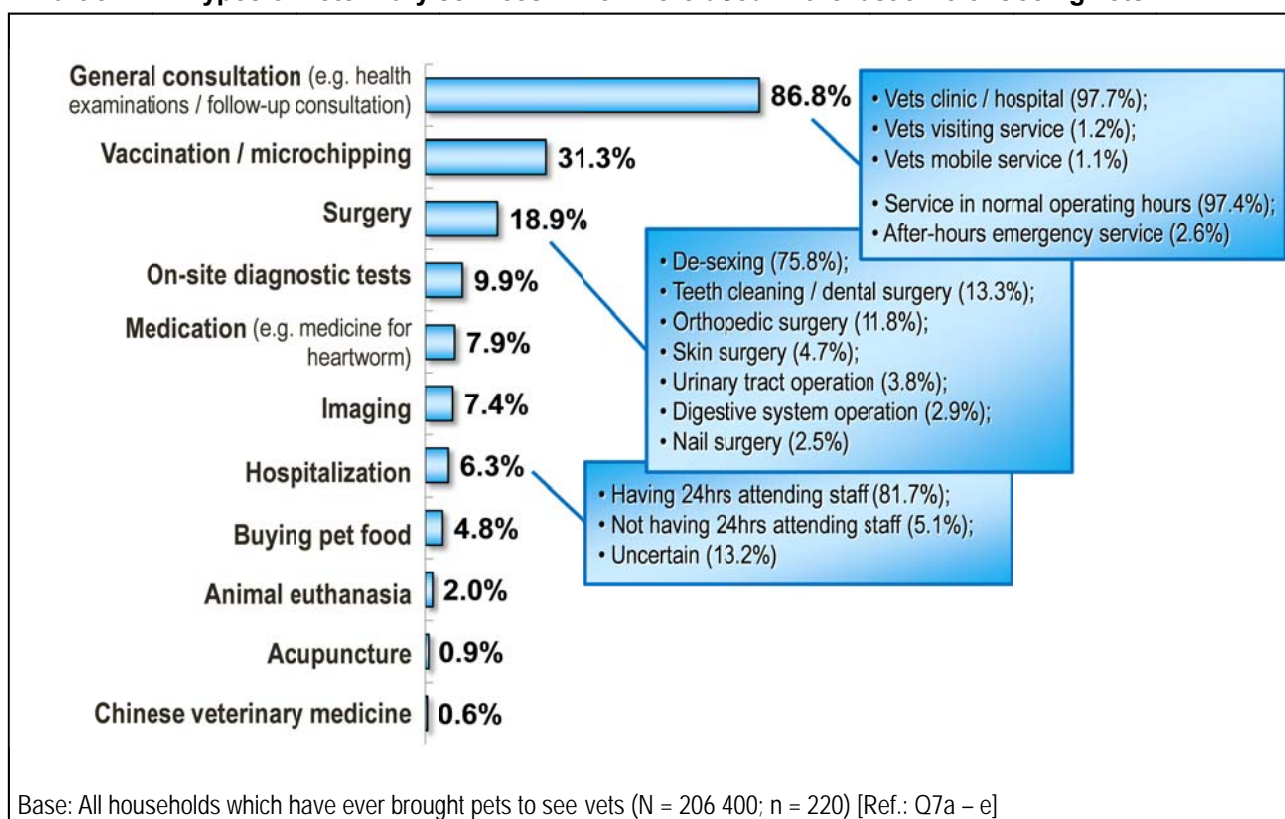 General consultation (e.g. health
examinations / follow-up consultation)
86.8%
Vaccination / microchipping
31.3%
Surgery
18.9%
On-site diagnostic tests
9.9%
Medication (e.g. medicine for
heartworm)
7.9%
Imaging
7.4%
Hospitalization
6.3%
Buying pet food
4.8%
Animal euthanasia
2.0%
Acupuncture
0.9%
Chinese veterinary medicine
0.6%
• Vets clinic / hospital (97.7%);
• Vets visiting service (1.2%);
• Vets mobile service (1.1%)
• Service in normal operating hours (97.4%);
• After-hours emergency service (2.6%)
• De-sexing (75.8%);
• Teeth cleaning / dental surgery (13.3%);
• Orthopedic surgery (11.8%);
• Skin surgery (4.7%);
• Urinary tract operation (3.8%);
• Digestive system operation (2.9%);
• Nail surgery (2.5%)
• Having 24hrs attending staff (81.7%);
• Not having 24hrs attending staff (5.1%);
• Uncertain (13.2%)
Base: All households which have ever brought pets to see vets (N = 206 400; n = 220) [Ref.: Q7a – e]